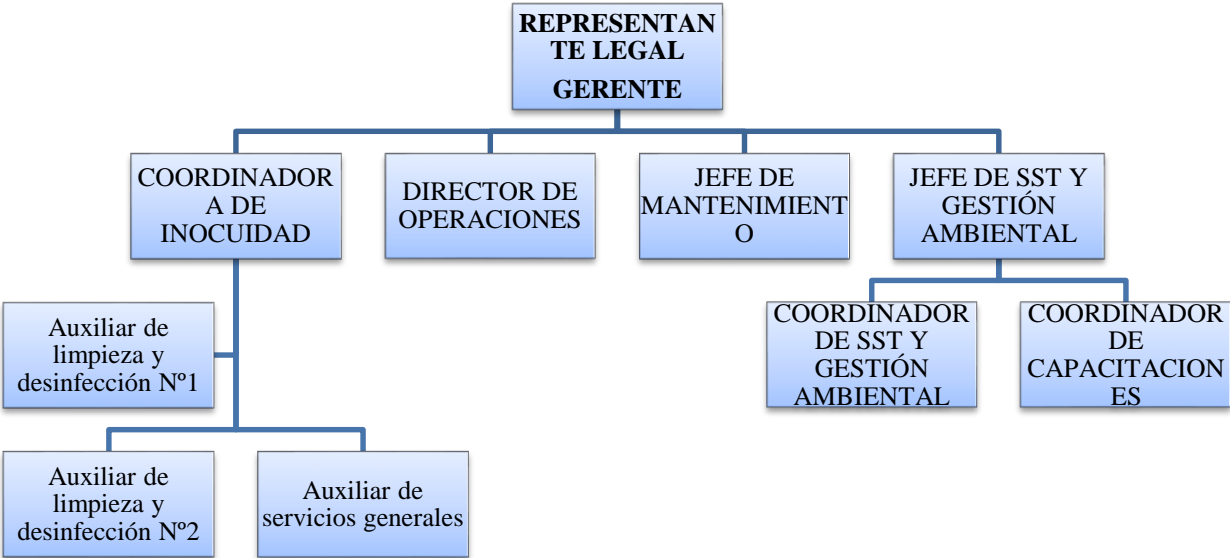 REPRESENTAN
TE LEGAL
GERENTE
COORDINADOR
A DE
INOCUIDAD
DIRECTOR DE
OPERACIONES
JEFE DE
MANTENIMIENT
O
JEFE DE SST Y
GESTIÓN
AMBIENTAL
Auxiliar de
limpieza y
desinfección Nº1
COORDINADOR
DE SST Y
GESTIÓN
AMBIENTAL
COORDINADOR
DE
CAPACITACION
ES
Auxiliar de
limpieza y
desinfección Nº2
Auxiliar de
servicios generales